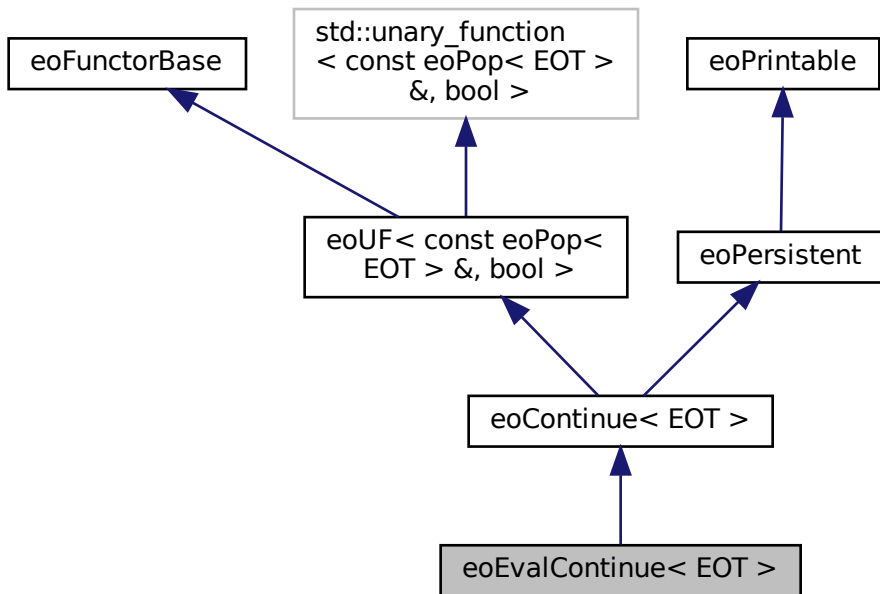 eoFunctorBase
std::unary_function
< const eoPop< EOT >
&, bool >
eoPrintable
eoUF< const eoPop<
EOT > &, bool >
eoPersistent
eoContinue< EOT >
eoEvalContinue< EOT >